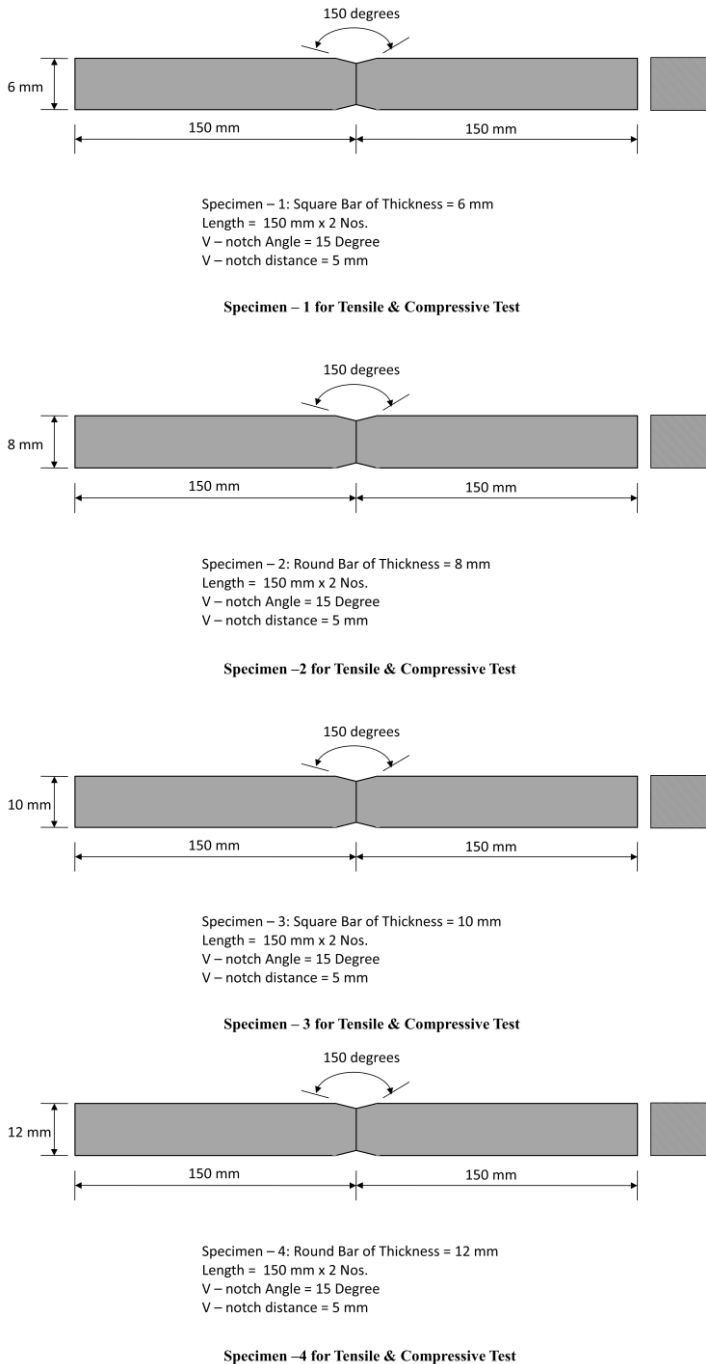 150 degrees
6 mm
150 mm 150 mm
Specimen – 1: Square Bar of Thickness = 6 mm
Length =  150 mm x 2 Nos.
V – notch Angle = 15 Degree
V – notch distance = 5 mm
Specimen – 1 for Tensile & Compressive Test
150 degrees
8 mm
150 mm 150 mm
Specimen – 2: Round Bar of Thickness = 8 mm
Length =  150 mm x 2 Nos.
V – notch Angle = 15 Degree
V – notch distance = 5 mm
Specimen –2 for Tensile & Compressive Test
150 degrees
10 mm
150 mm 150 mm
Specimen – 3: Square Bar of Thickness = 10 mm
Length =  150 mm x 2 Nos.
V – notch Angle = 15 Degree
V – notch distance = 5 mm
Specimen – 3 for Tensile & Compressive Test
150 degrees
12 mm
150 mm 150 mm
Specimen – 4: Round Bar of Thickness = 12 mm
Length =  150 mm x 2 Nos.
V – notch Angle = 15 Degree
V – notch distance = 5 mm
Specimen –4 for Tensile & Compressive Test